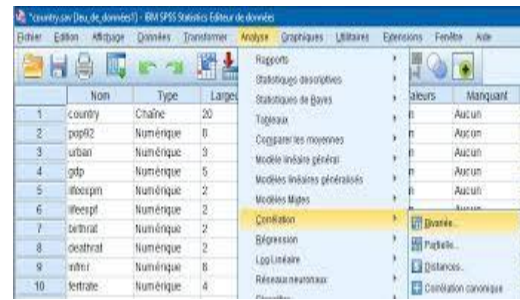 *country.sav [Jeu_de_données1] - IBM SPSS Statistics Editeur de données
Fichier Edition Affichage Données Transformer Analyse Graphiques Utilitaires Extensions Fenêtre Aide
Rapports
Statistiques descriptives
Statistiques de Bayes
Tableaux
Comparer les moyennes
Modèle linéaire général
Modèles linéaires généralisés
Modèles Mixtes
Corrélation
Régression
Log Linéaire
Réseaux neuronaux
Bivariée...
Partielle...
Distances...
Corrélation canonique
Nom Type Manquant
1 country Chaîne 20 Aucun
2 pop92 Numérique 8 Aucun
3 urban Numérique 3 Aucun
4 gdp Numérique 5 Aucun
5 lifeexpm Numérique 2 Aucun
6 lifeexpf Numérique 2
7 birthrat Numérique 2
8 deathrat Numérique 2
9 infmr Numérique 8
10 fertrate Numérique 4